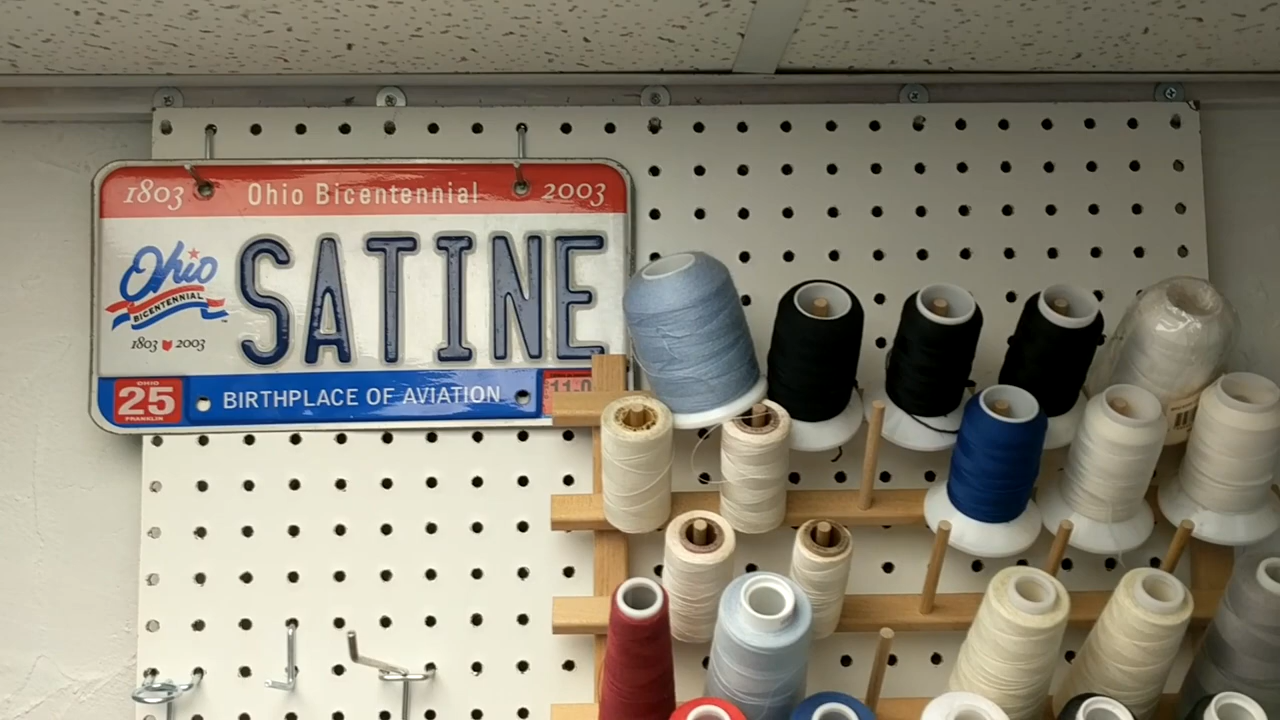 1803 Ohio Bicentennial 2003
Ohio
BICENTENNIAL
1803 2003
SATINE
OHIO
25
FRANKLIN
BIRTHPLACE OF AVIATION